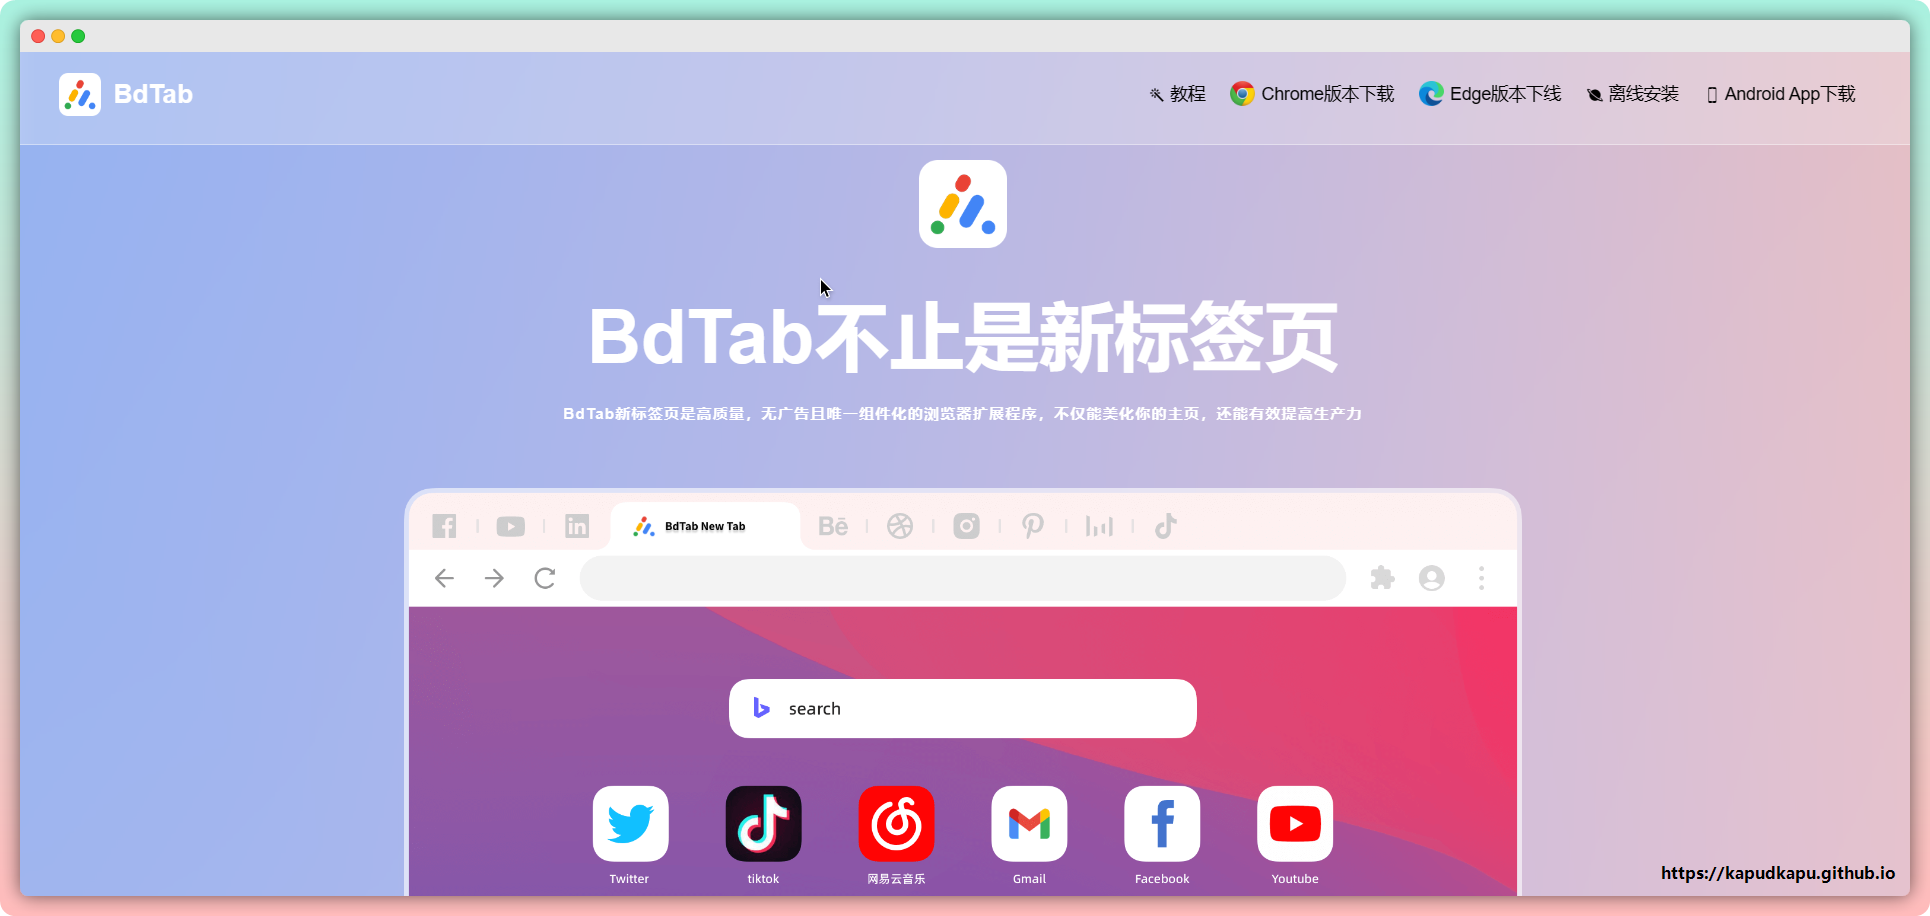 BdTab
教程
Chrome版本下载
Edge版本下线
离线安装
Android App下载
BdTab不止是新标签页
BdTab新标签页是高质量，无广告且唯一组件化的浏览器扩展程序，不仅能美化你的主页，还能有效提高生产力
BdTab New Tab
search
Twitter
tiktok
网易云音乐
Gmail
Facebook
Youtube
https://kapudkapu.github.io